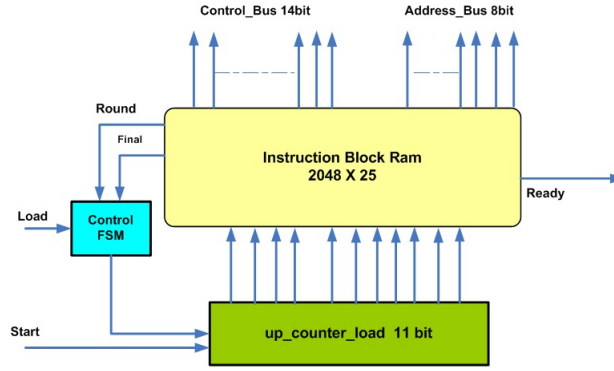 Control_Bus 14bit
Address_Bus 8bit
Round
Final
Instruction Block Ram
2048 X 25
Ready
Load
Control
FSM
Start
up_counter_load 11 bit